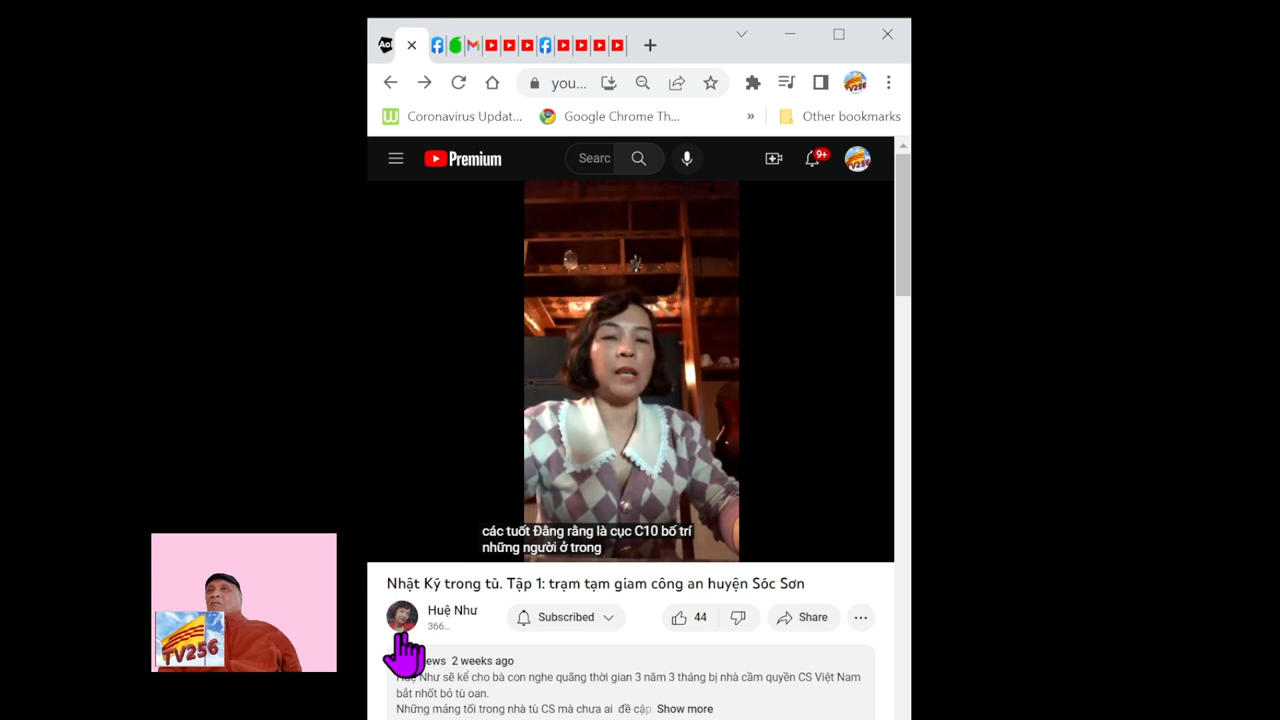 Aol
you...
Coronavirus Updat...
Google Chrome Th...
»
Other bookmarks
Premium
Searc
9+
các tuốt Đằng rằng là cục C10 bố trí
những người ở trong
Nhật Ký trong tù. Tập 1: trạm tạm giam công an huyện Sóc Sơn
Huệ Như
366...
Subscribed
44
Share
ews 2 weeks ago
Huệ Như sẽ kể cho bà con nghe quãng thời gian 3 năm 3 tháng bị nhà cầm quyền CS Việt Nam
bắt nhốt bỏ tù oan.
Những mảng tối trong nhà tù CS mà chưa ai đề cập Show more
TV256